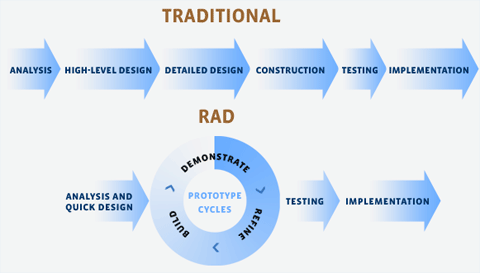 TRADITIONAL
ANALYSIS
HIGH-LEVEL DESIGN
DETAILED DESIGN
CONSTRUCTION
TESTING
IMPLEMENTATION
RAD
ANALYSIS AND
QUICK DESIGN
DEMONSTRATE
REFINE
BUILD
PROTOTYPE
CYCLES
TESTING
IMPLEMENTATION